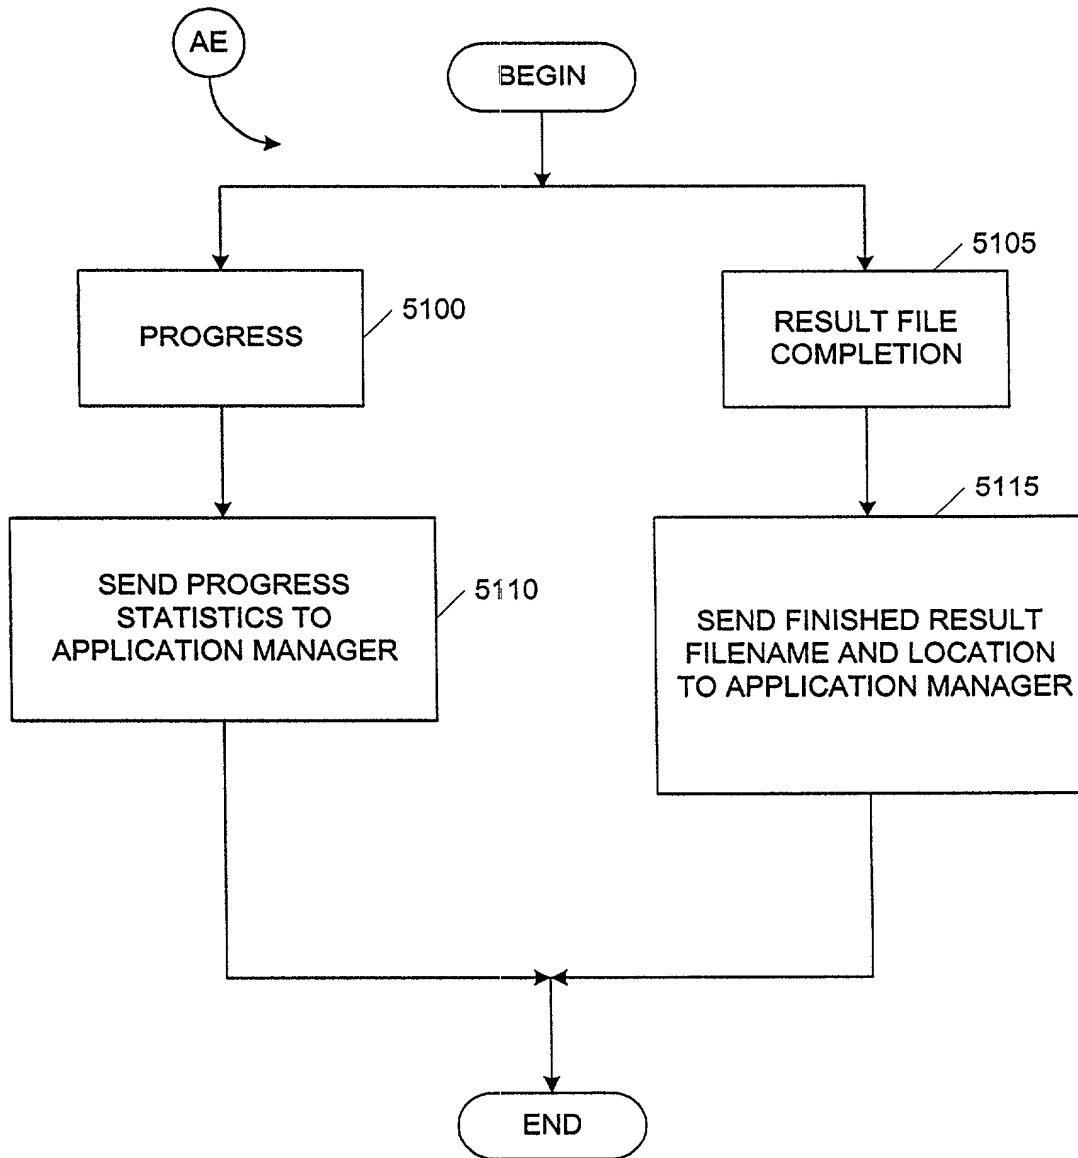 AE
BEGIN
5105
5100
PROGRESS
RESULT FILE
COMPLETION
5115
SEND PROGRESS
STATISTICS TO
APPLICATION MANAGER
5110
SEND FINISHED RESULT
FILENAME AND LOCATION
TO APPLICATION MANAGER
END